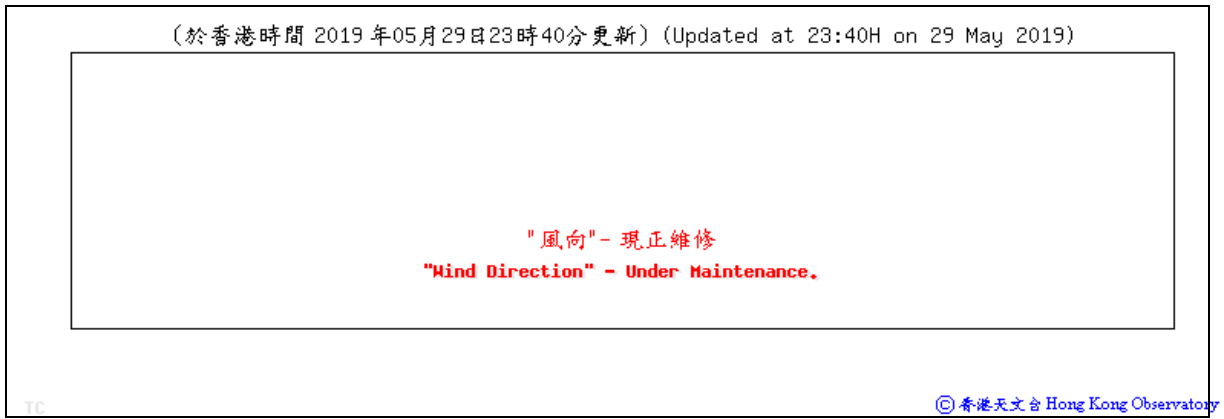 (於香港時間 2019 年05月29日23時40分更新) (Updated at 23:40H on 29 May 2019)
"風向"- 現正維修
"Wind Direction" - Under Maintenance.
TC
© 香港天文台 Hong Kong Observatory